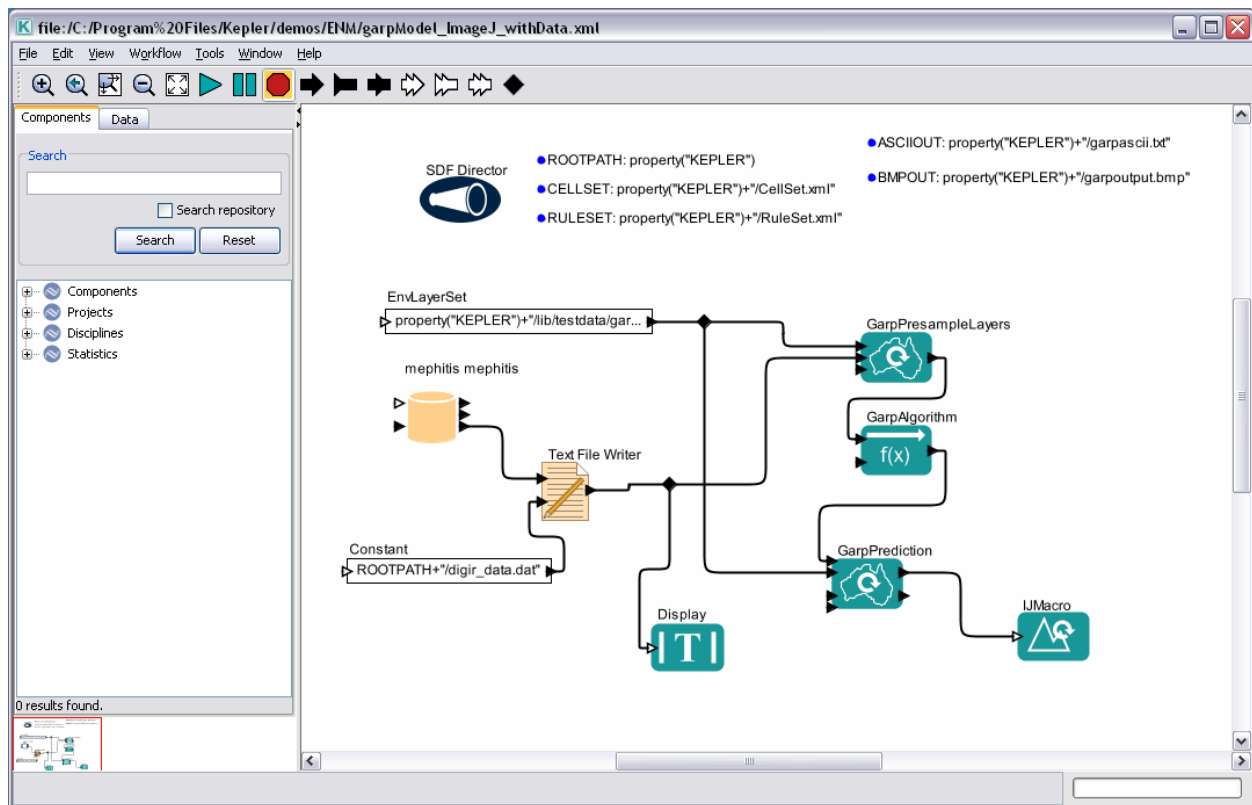 file:/C:/Program%20Files/Kepler/demos/ENM/garpModel_ImageJ_withData.xml
File Edit View Workflow Tools Window Help
Components Data
Search
Search repository
Search Reset
Components
Projects
Disciplines
Statistics
0 results found.
SDF Director
ROOTPATH: property("KEPLER")
CELLSET: property("KEPLER")+"/CellSet.xml"
RULESET: property("KEPLER")+"/RuleSet.xml"
ASCIIOUT: property("KEPLER")+"/garpascii.txt"
BMPOUT: property("KEPLER")+"/garpoutput.bmp"
EnvLayerSet
property("KEPLER")+"/lib/testdata/gar...
GarpPresampleLayers
mephitis mephitis
GarpAlgorithm
f(x)
Text File Writer
Constant
ROOTPATH+"/digir_data.dat"
GarpPrediction
Display
T
IJMacro